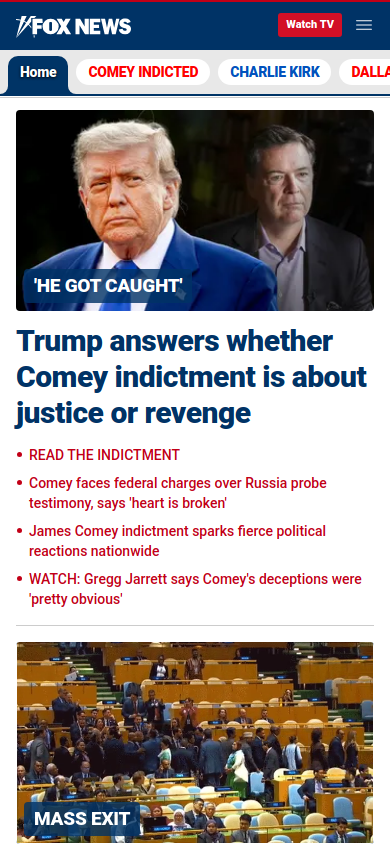 FOX NEWS
Watch TV
Home
COMEY INDICTED
CHARLIE KIRK
DALLA
'HE GOT CAUGHT'
Trump answers whether
Comey indictment is about
justice or revenge
READ THE INDICTMENT
Comey faces federal charges over Russia probe
testimony, says 'heart is broken'
James Comey indictment sparks fierce political
reactions nationwide
WATCH: Gregg Jarrett says Comey's deceptions were
'pretty obvious'
MASS EXIT